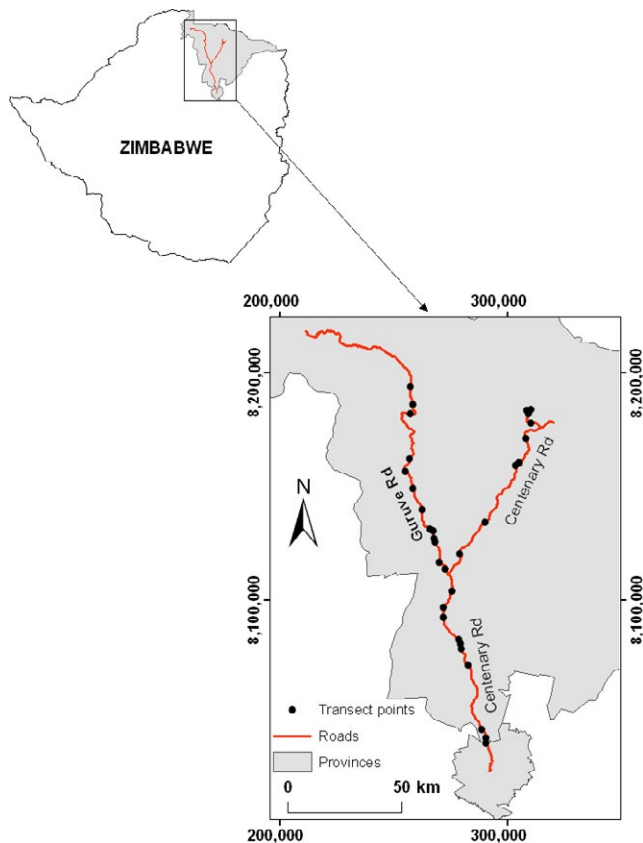 ZIMBABWE
200,000
300,000
8,200,000
8,200,000
Guruve Rd
Centenary Rd
N
8,100,000
8,100,000
Centenary Rd
Transect points
Roads
Provinces
0
50 km
200,000
300,000